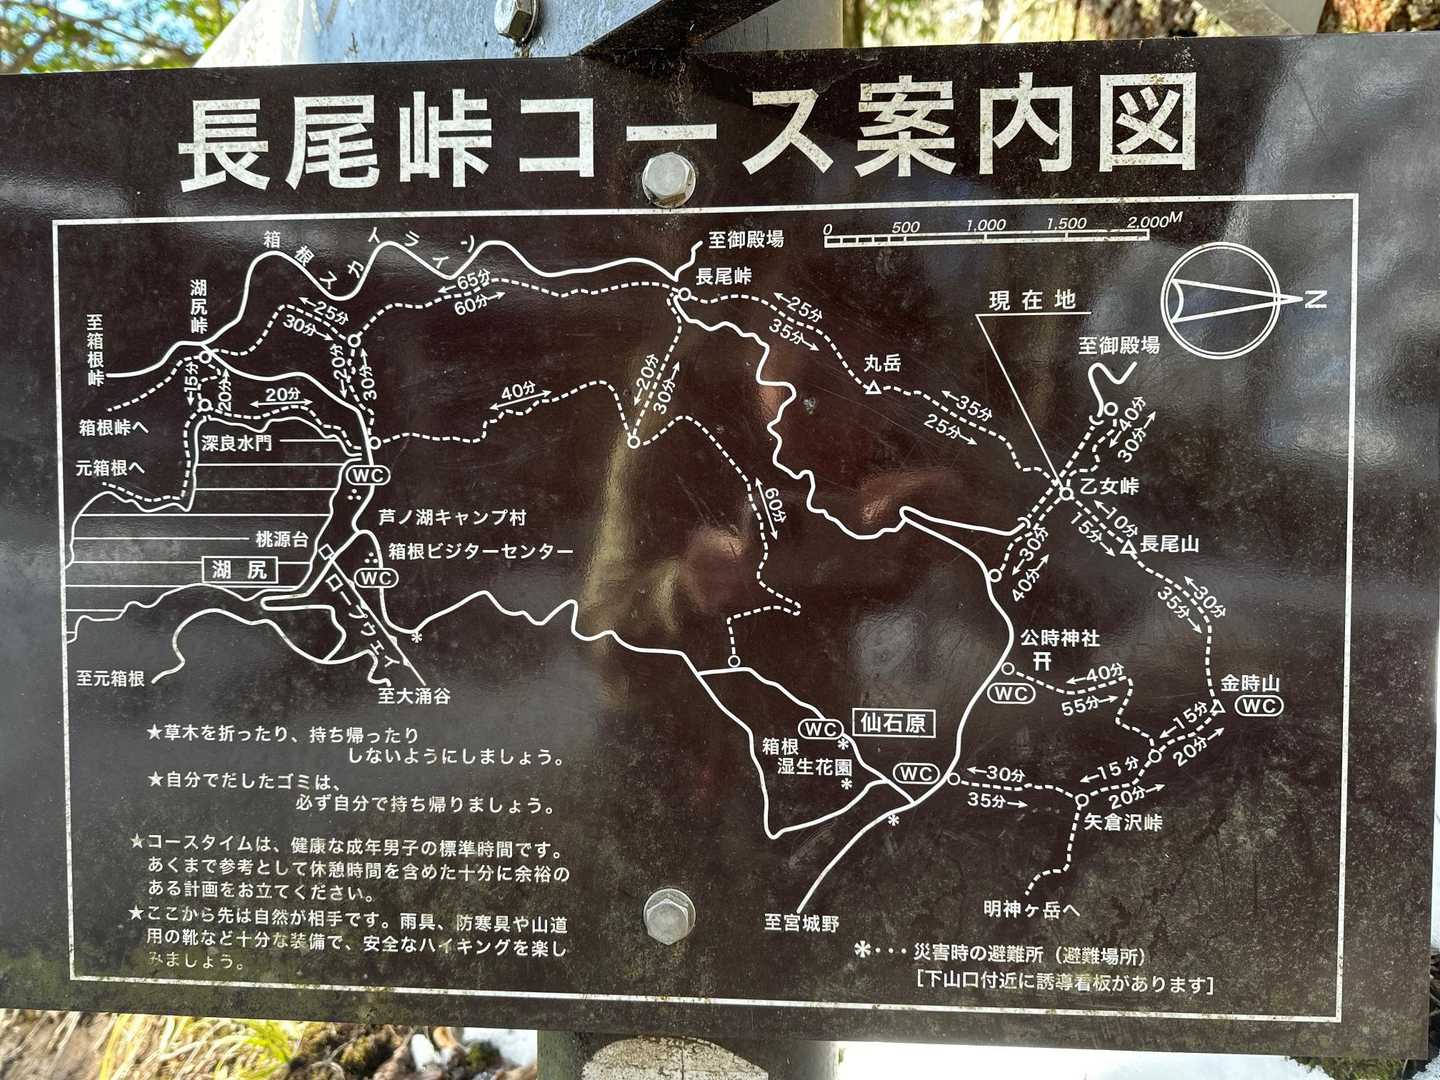 長尾峠コース案内図
箱根スカイライン
至御殿場
0 500 1.000 1.500 2.000M
長尾峠
N
湖尻峠
至箱根峠
←65分
60分→
←25分
30分→
←25分
35分→
現在地
至御殿場
丸岳
←20分
30分→
←15分
20分→
20分
←20分
30分→
40分
←35分
25分→
←40分
30分→
箱根峠へ
深良水門
元箱根へ
WC
乙女峠
60分
←10分
15分→
長尾山
芦ノ湖キャンプ村
桃源台
箱根ビジターセンター
湖尻
WC
←30分
40分→
←30分
35分→
ロープウェイ
公時神社
WC
←40分
55分→
金時山
WC
至元箱根
至大涌谷
←15分
20分→
仙石原
WC
箱根
湿生花園
WC
←30分
35分→
←15分
20分→
矢倉沢峠
明神ヶ岳へ
至宮城野
★草木を折ったり、持ち帰ったり
しないようにしましょう。
★自分でだしたゴミは、
必ず自分で持ち帰りましょう。
★コースタイムは、健康な成年男子の標準時間です。
あくまで参考として休憩時間を含めた十分に余裕の
ある計画をお立てください。
★ここから先は自然が相手です。雨具、防寒具や山道
用の靴など十分な装備で、安全なハイキングを楽し
みましょう。
＊・・・災害時の避難所（避難場所）
［下山口付近に誘導看板があります］